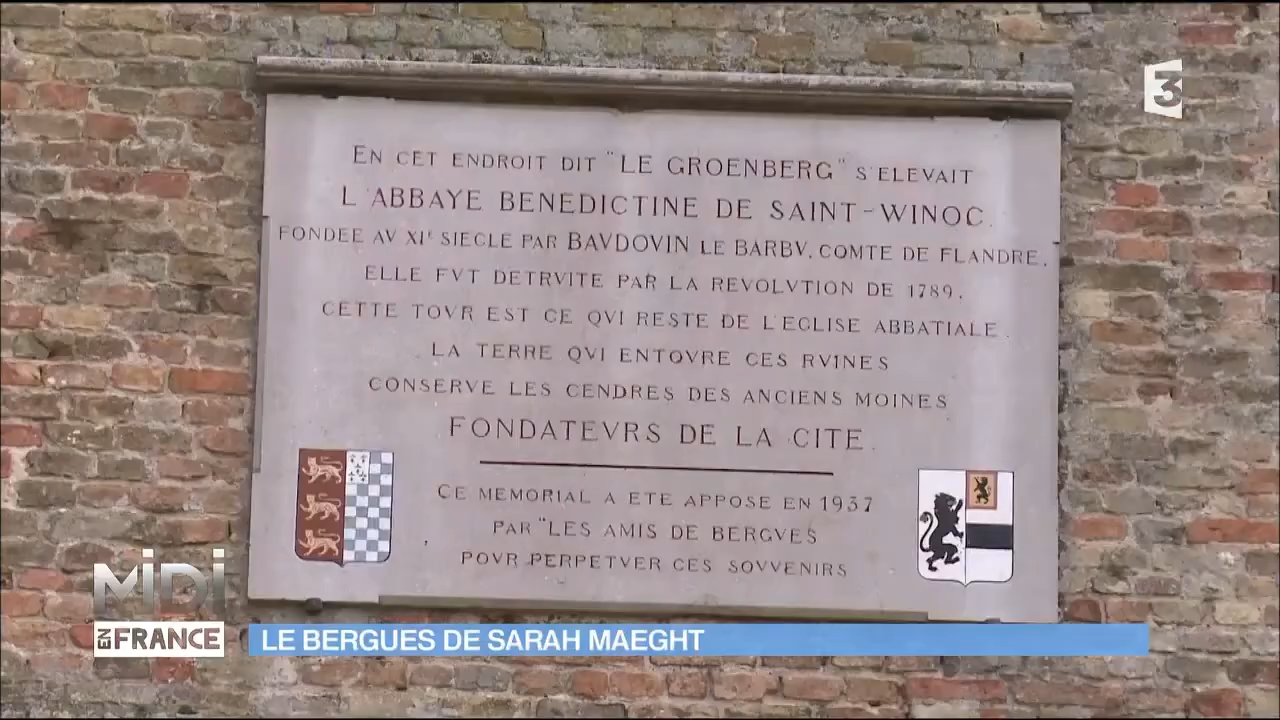 3
EN CET ENDROIT DIT "LE GROENBERG" S'ELEVAIT
L'ABBAYE BENEDICTINE DE SAINT-WINOC.
FONDEE AV XIᵉ SIECLE PAR BAVDOVIN LE BARBV, COMTE DE FLANDRE.
ELLE FVT DETRVITE PAR LA REVOLVTION DE 1789.
CETTE TOVR EST CE QVI RESTE DE L'EGLISE ABBATIALE.
LA TERRE QVI ENTOVRE CES RVINES
CONSERVE LES CENDRES DES ANCIENS MOINES
FONDATEVRS DE LA CITE.
CE MEMORIAL A ETE APPOSE EN 1937
PAR "LES AMIS DE BERGVES
POVR PERPETVER CES SOVVENIRS
MiDi
EN FRANCE
LE BERGUES DE SARAH MAEGHT